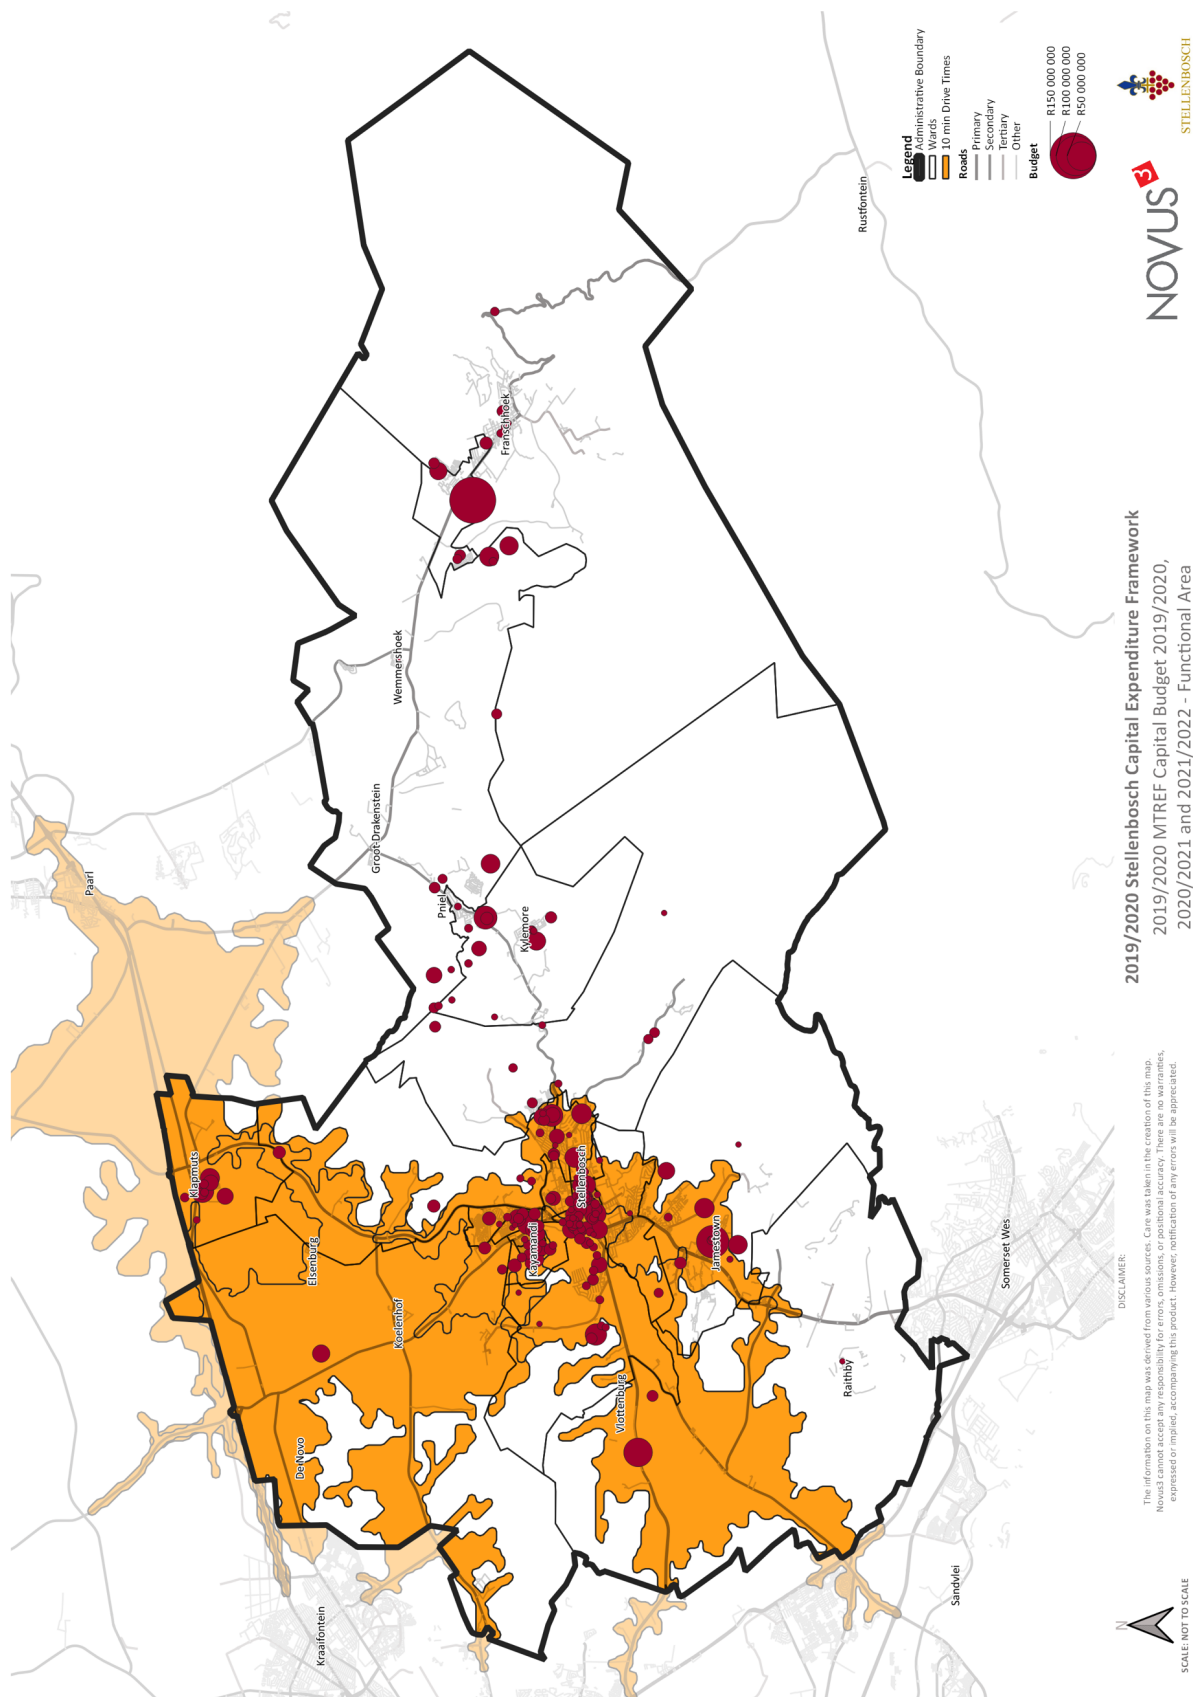 Paarl
Klapmuts
Elsenburg
Koelenhof
De Novo
Kraaifontein
Groot-Drakenstein
Wemmershoek
Franschhoek
Pniel
Kylemore
Stellenbosch
Kayamandi
Jamestown
Vlottenburg
Raithby
Somerset Wes
Sandvlei
Rustfontein
Legend
Administrative Boundary
Wards
10 min Drive Times
Roads
Primary
Secondary
Tertiary
Other
Budget
R150 000 000
R100 000 000
R50 000 000
N
SCALE: NOT TO SCALE
DISCLAIMER:
The information on this map was derived from various sources. Care was taken in the creation of this map.
Novus3 cannot accept any responsibility for errors, omissions, or positional accuracy. There are no warranties,
expressed or implied, accompanying this product. However, notification of any errors will be appreciated.
2019/2020 Stellenbosch Capital Expenditure Framework
2019/2020 MTREF Capital Budget 2019/2020,
2020/2021 and 2021/2022 - Functional Area
NOVUS3
STELLENBOSCH